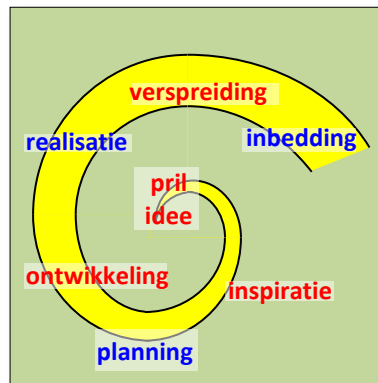 verspreiding
realisatie
inbedding
pril
idee
ontwikkeling
inspiratie
planning